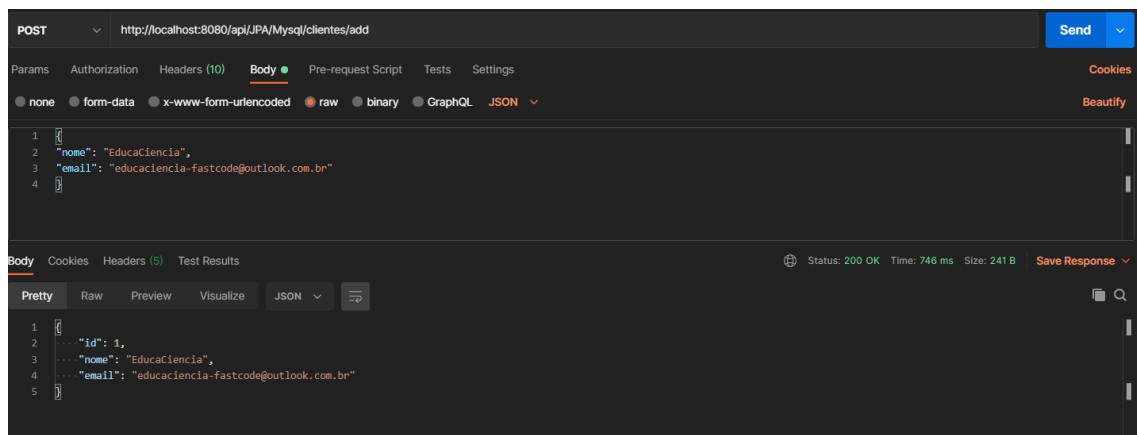 POST http://localhost:8080/api/JPA/Mysql/clientes/add Send
Params Authorization Headers (10) Body Pre-request Script Tests Settings Cookies
none form-data x-www-form-urlencoded raw binary GraphQL JSON Beautify
1 {
2 "nome": "EducaCiencia",
3 "email": "educaciencia-fastcode@outlook.com.br"
4 }
Body Cookies Headers (5) Test Results Status: 200 OK Time: 746 ms Size: 241 B Save Response
Pretty Raw Preview Visualize JSON
1 {
2 "id": 1,
3 "nome": "EducaCiencia",
4 "email": "educaciencia-fastcode@outlook.com.br"
5 }